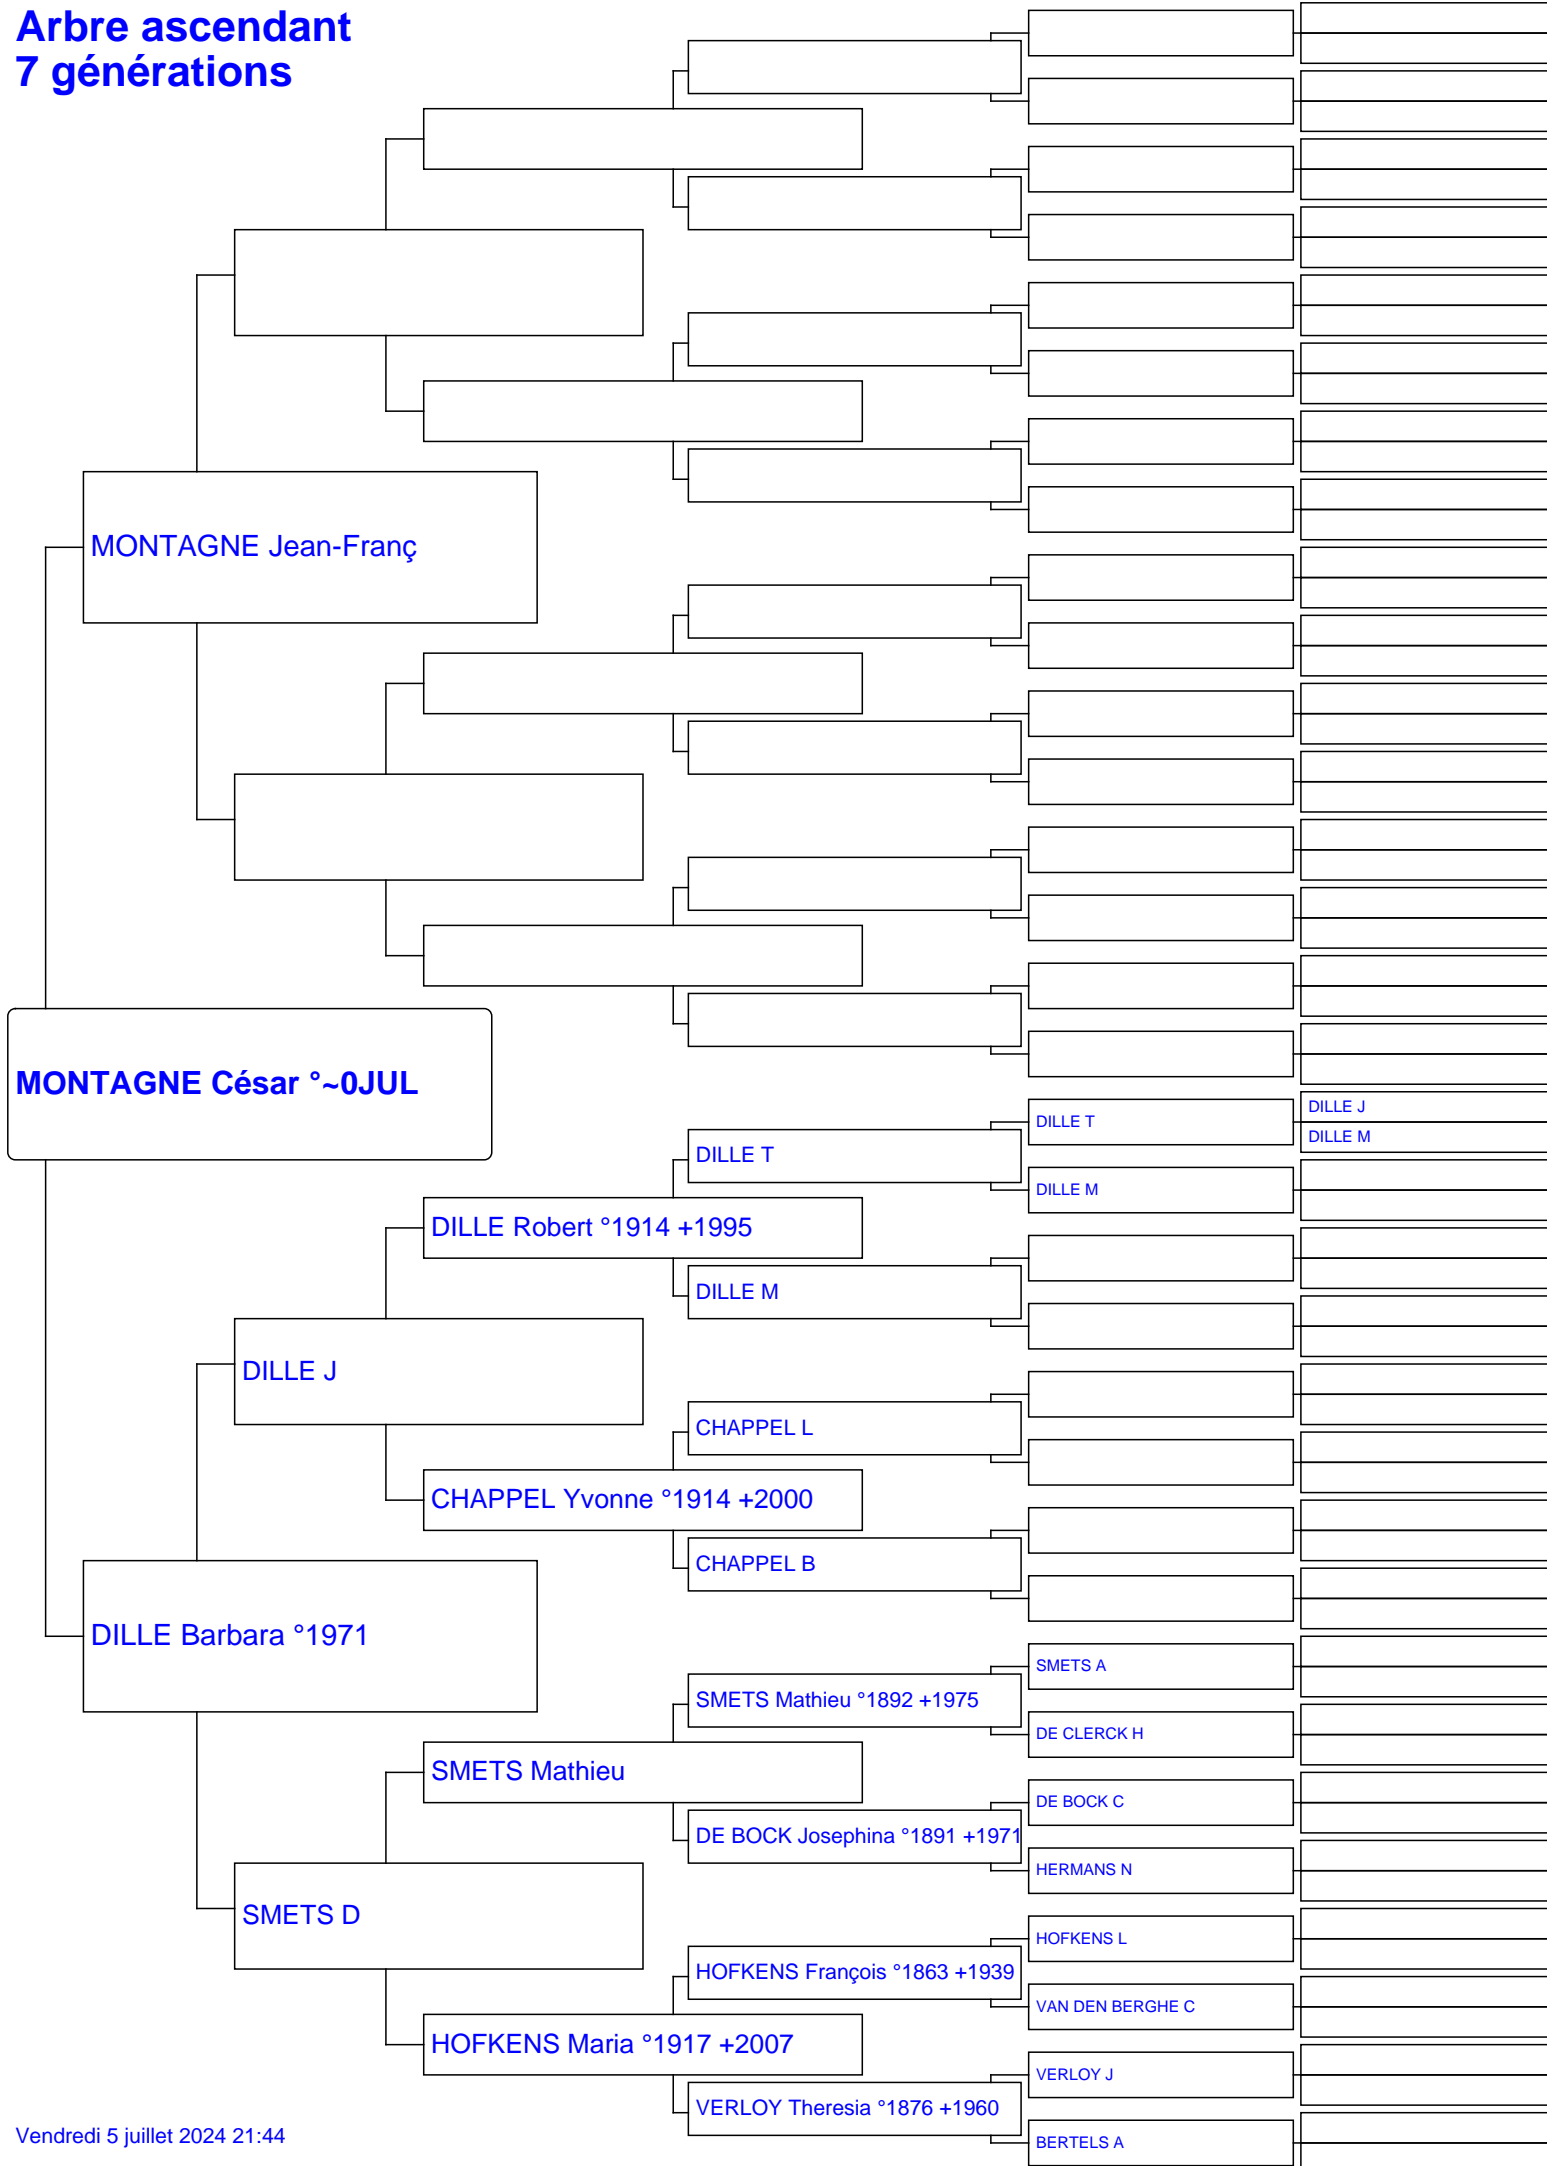 Arbre ascendant
7 générations
MONTAGNE Jean-Franç
MONTAGNE César °~0JUL
DILLE T
DILLE J
DILLE M
DILLE T
DILLE M
DILLE Robert °1914 +1995
DILLE M
DILLE J
CHAPPEL L
CHAPPEL Yvonne °1914 +2000
CHAPPEL B
DILLE Barbara °1971
SMETS A
SMETS Mathieu °1892 +1975
DE CLERCK H
SMETS Mathieu
DE BOCK C
DE BOCK Josephina °1891 +1971
HERMANS N
SMETS D
HOFKENS L
HOFKENS François °1863 +1939
VAN DEN BERGHE C
HOFKENS Maria °1917 +2007
VERLOY J
VERLOY Theresia °1876 +1960
BERTELS A
Vendredi 5 juillet 2024 21:44